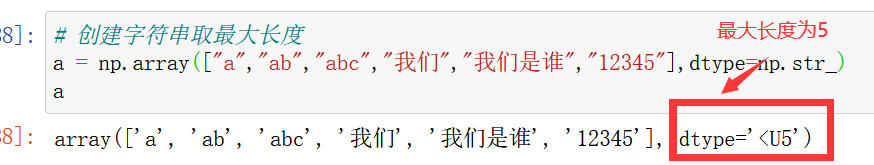 88]: # 创建字符串取最大长度
最大长度为5
a = np.array(["a","ab","abc","我们","我们是谁","12345"],dtype=np.str_)
a
88]: array(['a', 'ab', 'abc', '我们', '我们是谁', '12345'], dtype='<U5')